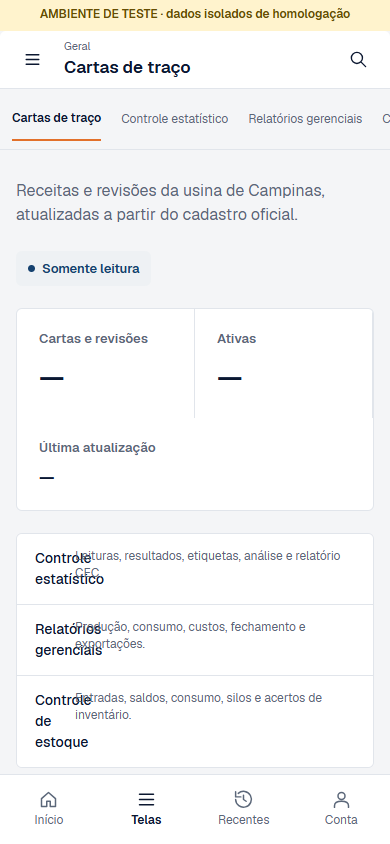 AMBIENTE DE TESTE · dados isolados de homologação
Geral
Cartas de traço
Cartas de traço
Controle estatístico
Relatórios gerenciais
C
Receitas e revisões da usina de Campinas,
atualizadas a partir do cadastro oficial.
Somente leitura
Cartas e revisões
Ativas
—
—
Última atualização
—
Controle
estatístico
Leituras, resultados, etiquetas, análise e relatório
CEC.
Relatórios
gerenciais
Produção, consumo, custos, fechamento e
exportações.
Controle
de
estoque
Entradas, saldos, consumo, silos e acertos de
inventário.
Início
Telas
Recentes
Conta